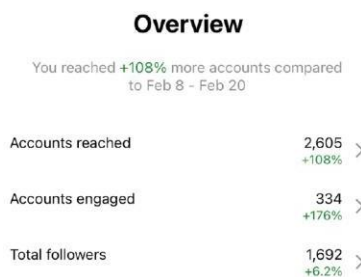 Overview
You reached +108% more accounts compared
to Feb 8 - Feb 20
Accounts reached 2,605
+108%
Accounts engaged 334
+176%
Total followers 1,692
+6.2%